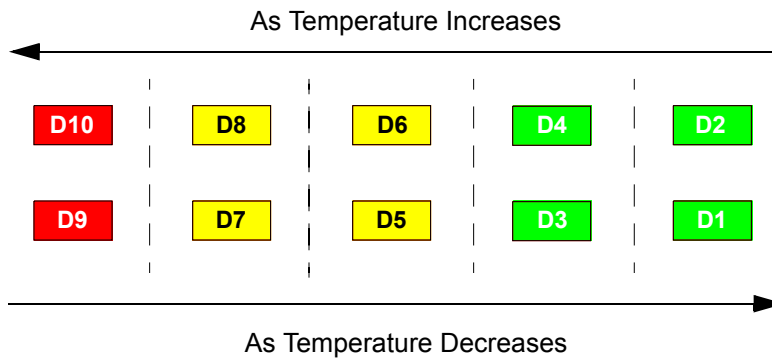 As Temperature Increases
D10 D8 D6 D4 D2
D9 D7 D5 D3 D1
As Temperature Decreases